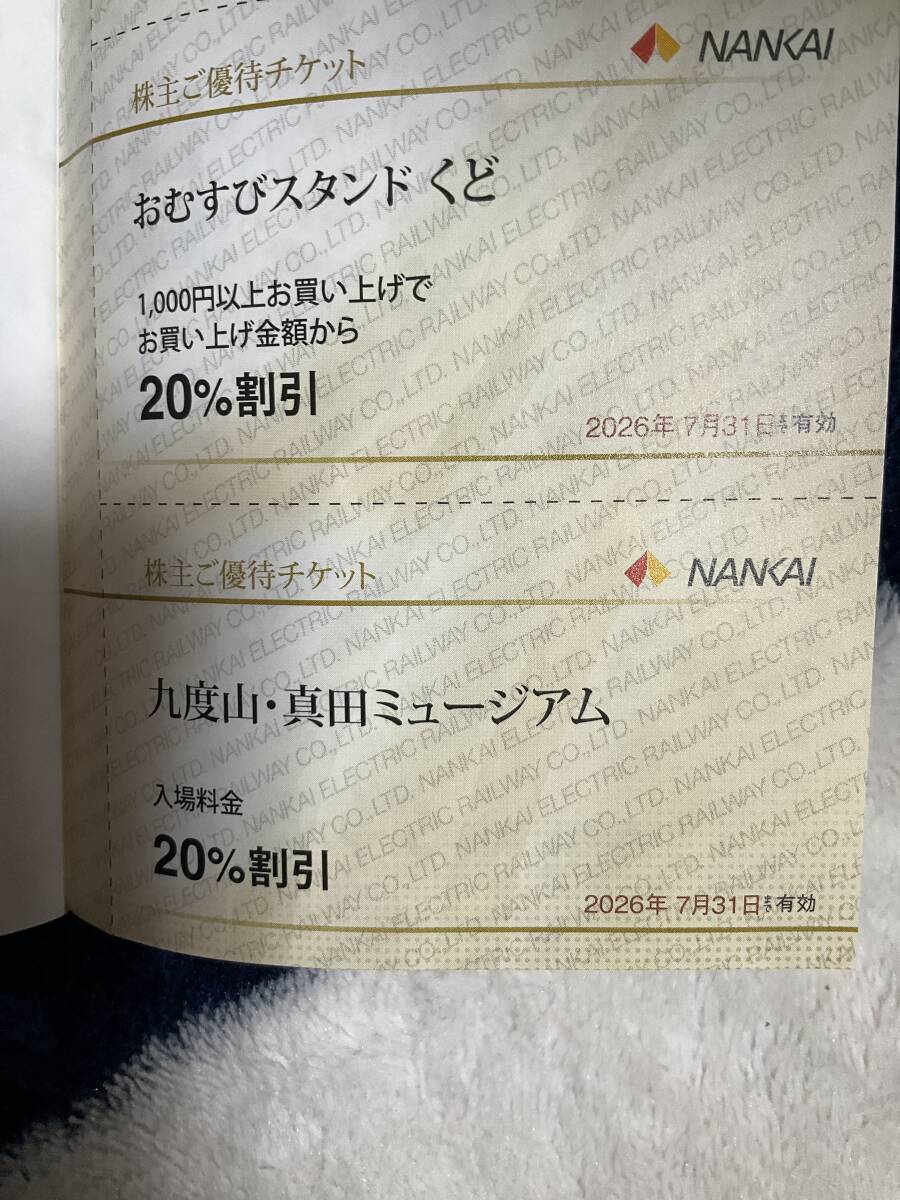 株主ご優待チケット
NANKAI
おむすびスタンド くど
1,000円以上お買い上げで
お買い上げ金額から
20%割引
2026年 7月31日まで有効
株主ご優待チケット
NANKAI
九度山・真田ミュージアム
入場料金
20%割引
2026年 7月31日まで有効
NANKAI ELECTRIC RAILWAY CO.,LTD.